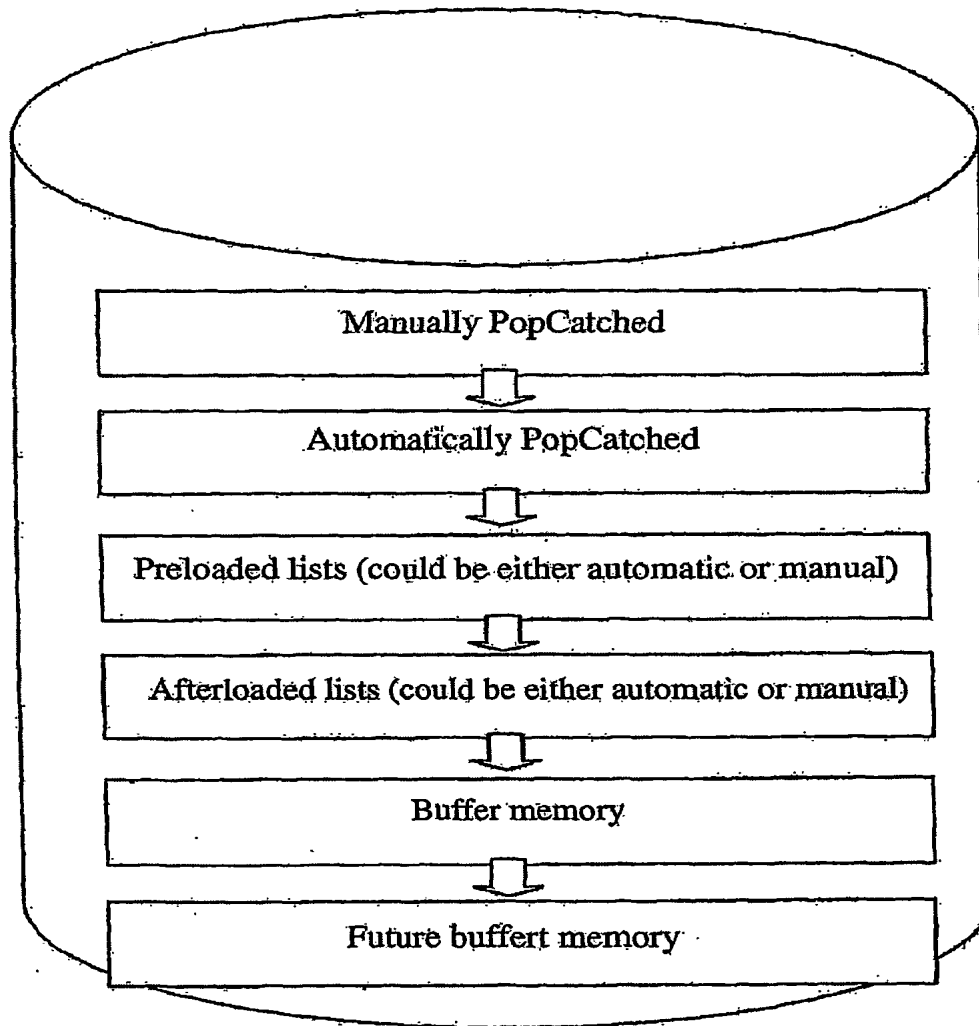 Manually PopCatched
Automatically PopCatched
Preloaded lists (could be either automatic or manual)
Afterloaded lists (could be either automatic or manual)
Buffer memory
Future buffert memory